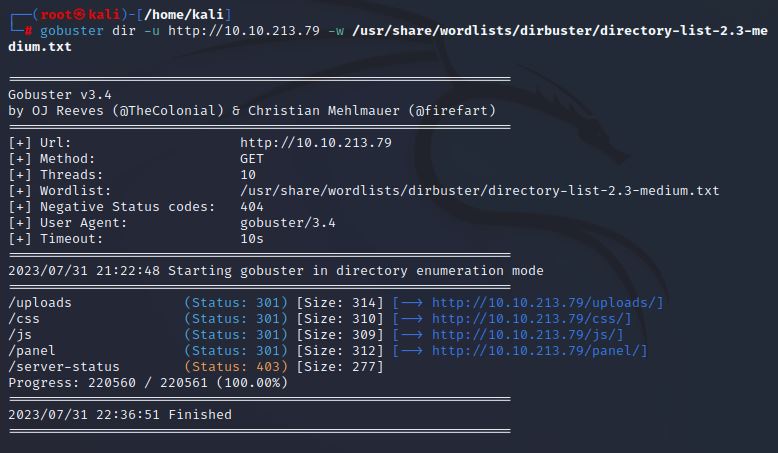 ┌──(root㉿kali)-[/home/kali]
└─# gobuster dir -u http://10.10.213.79 -w /usr/share/wordlists/dirbuster/directory-list-2.3-me
dium.txt
===============================================================
Gobuster v3.4
by OJ Reeves (@TheColonial) & Christian Mehlmauer (@firefart)
===============================================================
[+] Url:                     http://10.10.213.79
[+] Method:                  GET
[+] Threads:                 10
[+] Wordlist:                /usr/share/wordlists/dirbuster/directory-list-2.3-medium.txt
[+] Negative Status codes:   404
[+] User Agent:              gobuster/3.4
[+] Timeout:                 10s
===============================================================
2023/07/31 21:22:48 Starting gobuster in directory enumeration mode
===============================================================
/uploads              (Status: 301) [Size: 314] [--> http://10.10.213.79/uploads/]
/css                  (Status: 301) [Size: 310] [--> http://10.10.213.79/css/]
/js                   (Status: 301) [Size: 309] [--> http://10.10.213.79/js/]
/panel                (Status: 301) [Size: 312] [--> http://10.10.213.79/panel/]
/server-status        (Status: 403) [Size: 277]
Progress: 220560 / 220561 (100.00%)
===============================================================
2023/07/31 22:36:51 Finished
===============================================================